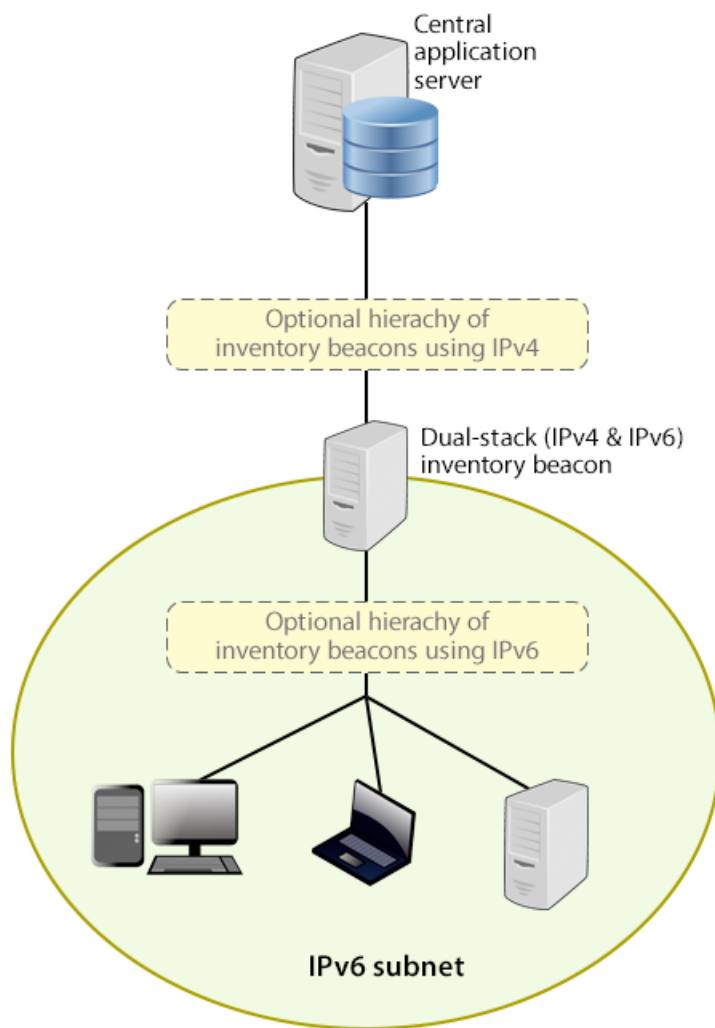 Central
application
server
Optional hierachy of
inventory beacons using IPv4
Dual-stack (IPv4 & IPv6)
inventory beacon
Optional hierachy of
inventory beacons using IPv6
IPv6 subnet